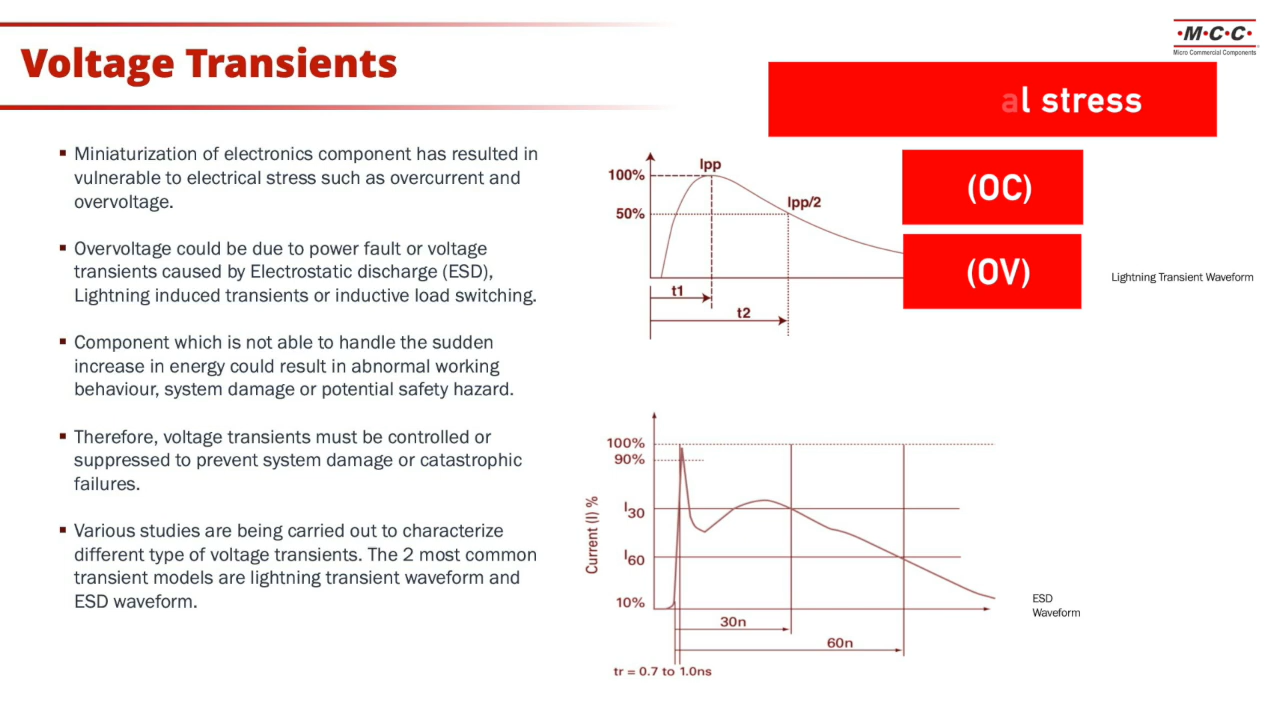 Voltage Transients
·M·C·C·
Micro Commercial Components
al stress
(OC)
(OV)
Miniaturization of electronics component has resulted in
vulnerable to electrical stress such as overcurrent and
overvoltage.
Overvoltage could be due to power fault or voltage
transients caused by Electrostatic discharge (ESD),
Lightning induced transients or inductive load switching.
Component which is not able to handle the sudden
increase in energy could result in abnormal working
behaviour, system damage or potential safety hazard.
Therefore, voltage transients must be controlled or
suppressed to prevent system damage or catastrophic
failures.
Various studies are being carried out to characterize
different type of voltage transients. The 2 most common
transient models are lightning transient waveform and
ESD waveform.
Ipp
100%
Ipp/2
50%
t1
t2
Lightning Transient Waveform
100%
90%
I30
I60
10%
Current (I) %
30n
60n
tr = 0.7 to 1.0ns
ESD
Waveform